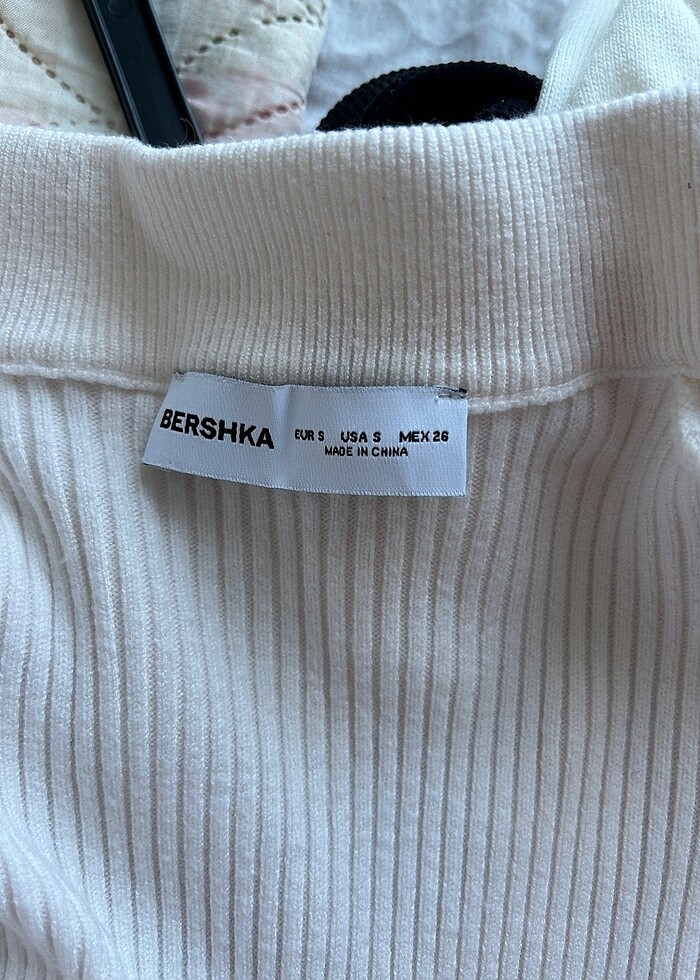 BERSHKA EUR S USA S MEX 26
MADE IN CHINA